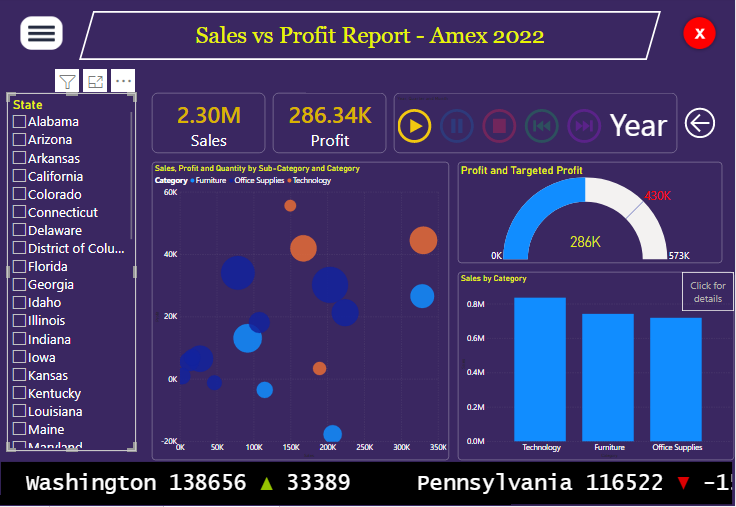 Sales vs Profit Report - Amex 2022
X
State
Alabama
Arizona
Arkansas
California
Colorado
Connecticut
Delaware
District of Colu...
Florida
Georgia
Idaho
Illinois
Indiana
Iowa
Kansas
Kentucky
Louisiana
Maine
Maryland
2.30M
Sales
286.34K
Profit
Year
Sales, Profit and Quantity by Sub-Category and Category
Category Furniture Office Supplies Technology
60K
40K
20K
0K
-20K
0K 50K 100K 150K 200K 250K 300K 350K
Profit and Targeted Profit
430K
286K
0K
573K
Sales by Category
Click for
details
0.8M
0.6M
0.4M
0.2M
0.0M
Technology Furniture Office Supplies
Washington 138656 ▲ 33389 Pennsylvania 116522 ▼ -15